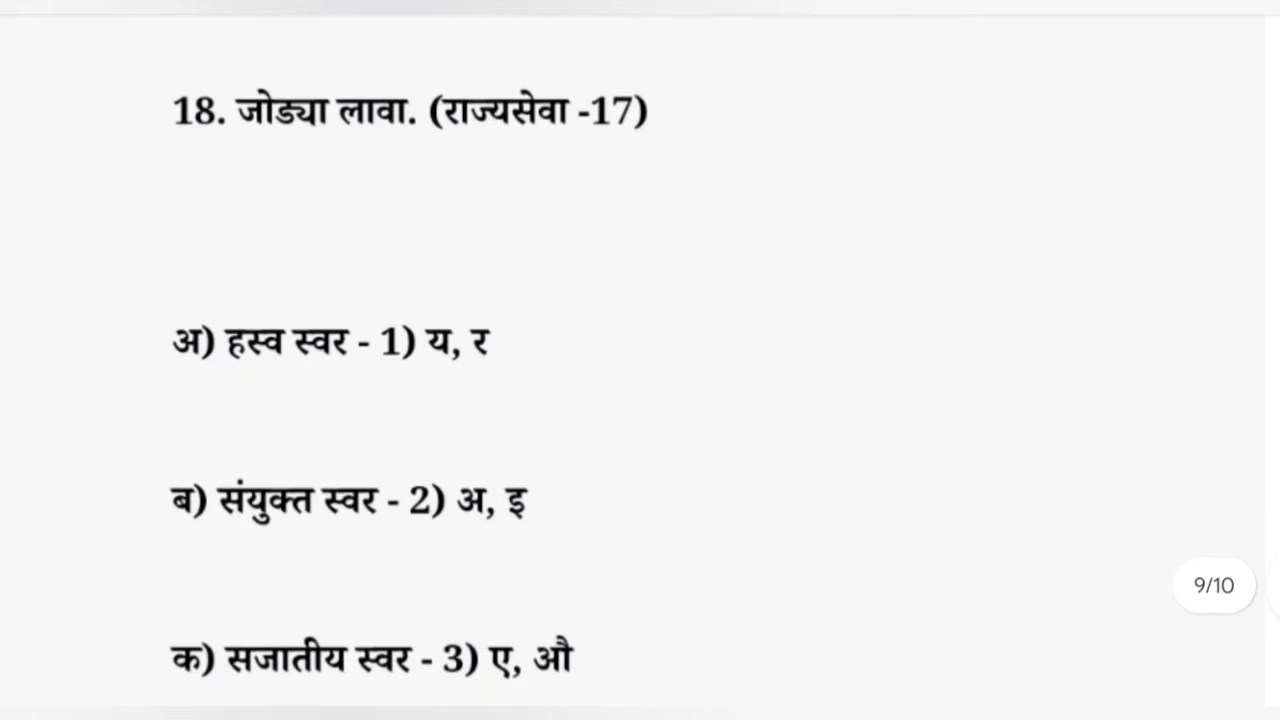 18. जोड्या लावा. (राज्यसेवा -17)
अ) हस्व स्वर - 1) य, र
ब) संयुक्त स्वर - 2) अ, इ
9/10
क) सजातीय स्वर - 3) ए, औ